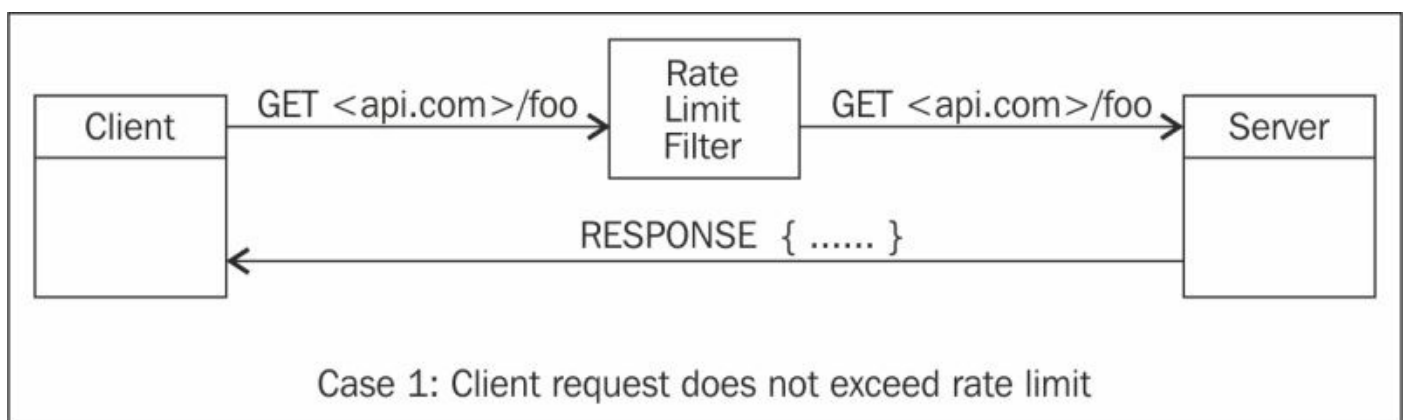 Client
GET <api.com>/foo
Rate
Limit
Filter
GET <api.com>/foo
Server
RESPONSE { ...... }
Case 1: Client request does not exceed rate limit